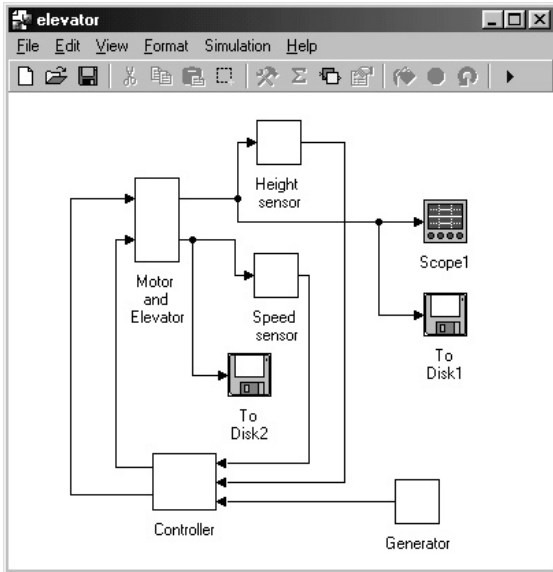 elevator
File Edit View Format Simulation Help
Height
sensor
Scope1
Motor
and
Elevator
Speed
sensor
To
Disk1
To
Disk2
Controller
Generator